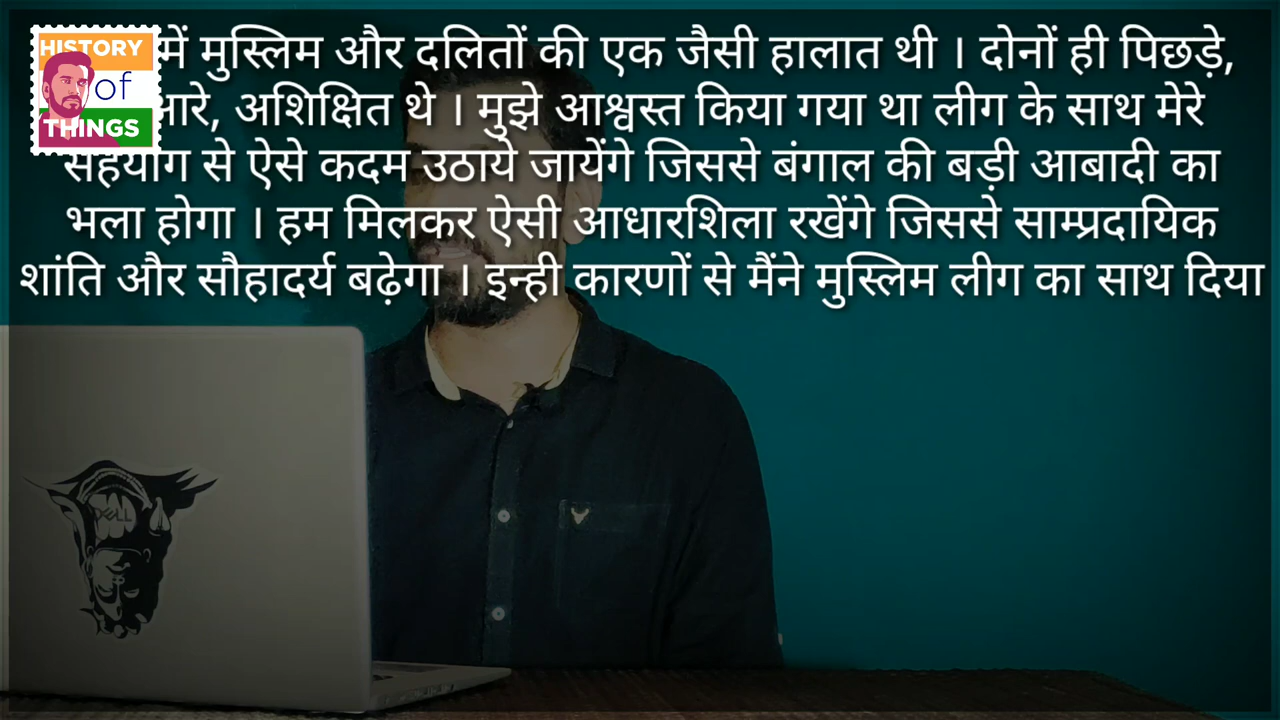 HISTORY
of
THINGS
में मुस्लिम और दलितों की एक जैसी हालात थी । दोनों ही पिछड़े,
अशिक्षित थे । मुझे आश्वस्त किया गया था लीग के साथ मेरे
सहयोग से ऐसे कदम उठाये जायेंगे जिससे बंगाल की बड़ी आबादी का
भला होगा । हम मिलकर ऐसी आधारशिला रखेंगे जिससे साम्प्रदायिक
शांति और सौहादर्य बढ़ेगा । इन्ही कारणों से मैंने मुस्लिम लीग का साथ दिया
DELL